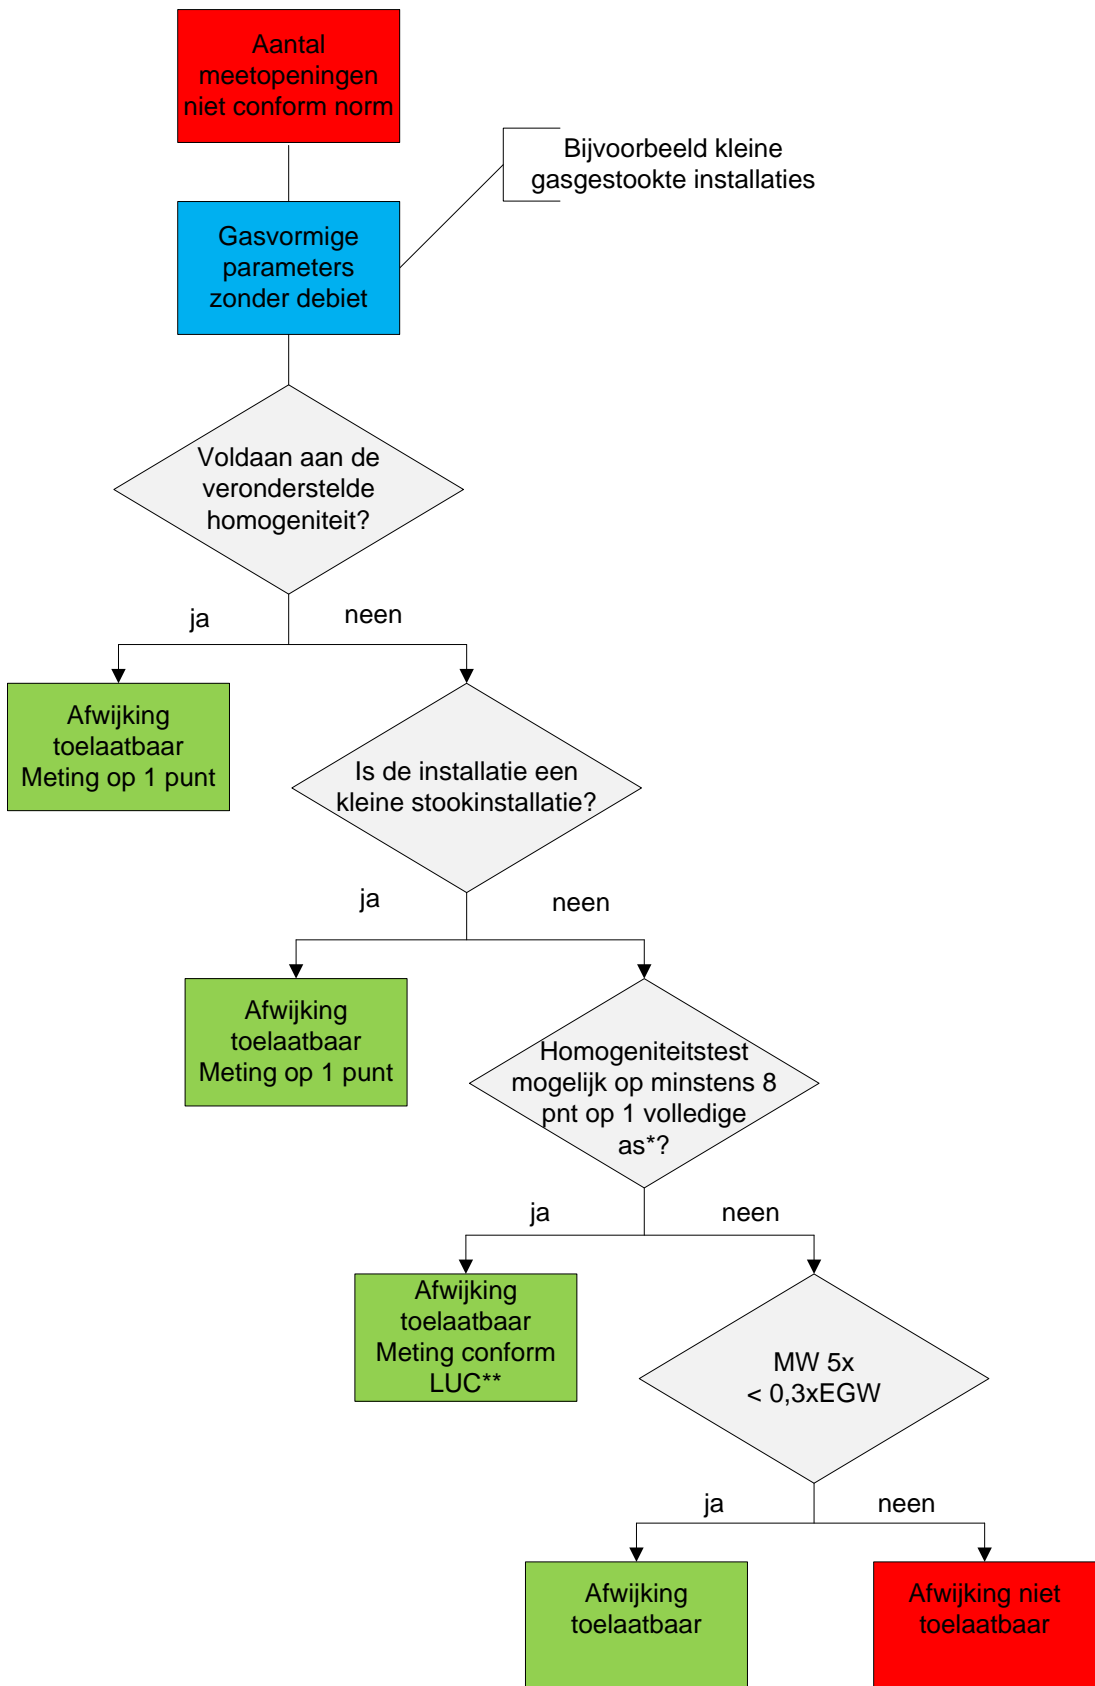 Aantal
meetopeningen
niet conform norm
Bijvoorbeeld kleine
gasgestookte installaties
Gasvormige
parameters
zonder debiet
Voldaan aan de
veronderstelde
homogeniteit?
ja
neen
Afwijking
toelaatbaar
Meting op 1 punt
Is de installatie een
kleine stookinstallatie?
ja
neen
Afwijking
toelaatbaar
Meting op 1 punt
Homogeniteitstest
mogelijk op minstens 8
pnt op 1 volledige
as*?
ja
neen
Afwijking
toelaatbaar
Meting conform
LUC**
MW 5x
< 0,3xEGW
ja
neen
Afwijking
toelaatbaar
Afwijking niet
toelaatbaar